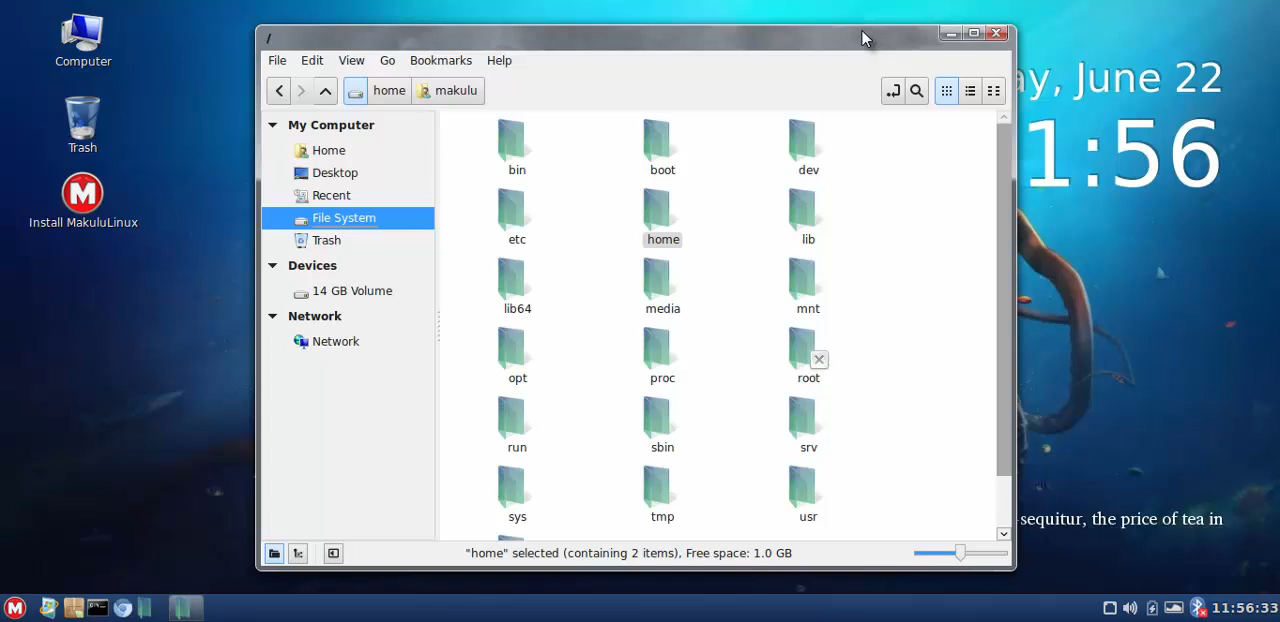 Computer
Trash
Install MakuluLinux
/
File Edit View Go Bookmarks Help
home makulu
My Computer
Home
Desktop
Recent
File System
Trash
Devices
14 GB Volume
Network
Network
bin boot dev
etc home lib
lib64 media mnt
opt proc root
run sbin srv
sys tmp usr
"home" selected (containing 2 items), Free space: 1.0 GB
ay, June 22
1:56
-sequitur, the price of tea in
M
11:56:33